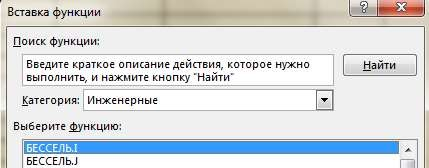 Вставка функции
Поиск функции:
Введите краткое описание действия, которое нужно
выполнить, и нажмите кнопку "Найти"
Найти
Категория: Инженерные
Выберите функцию:
БЕССЕЛЬ.I
БЕССЕЛЬ.J